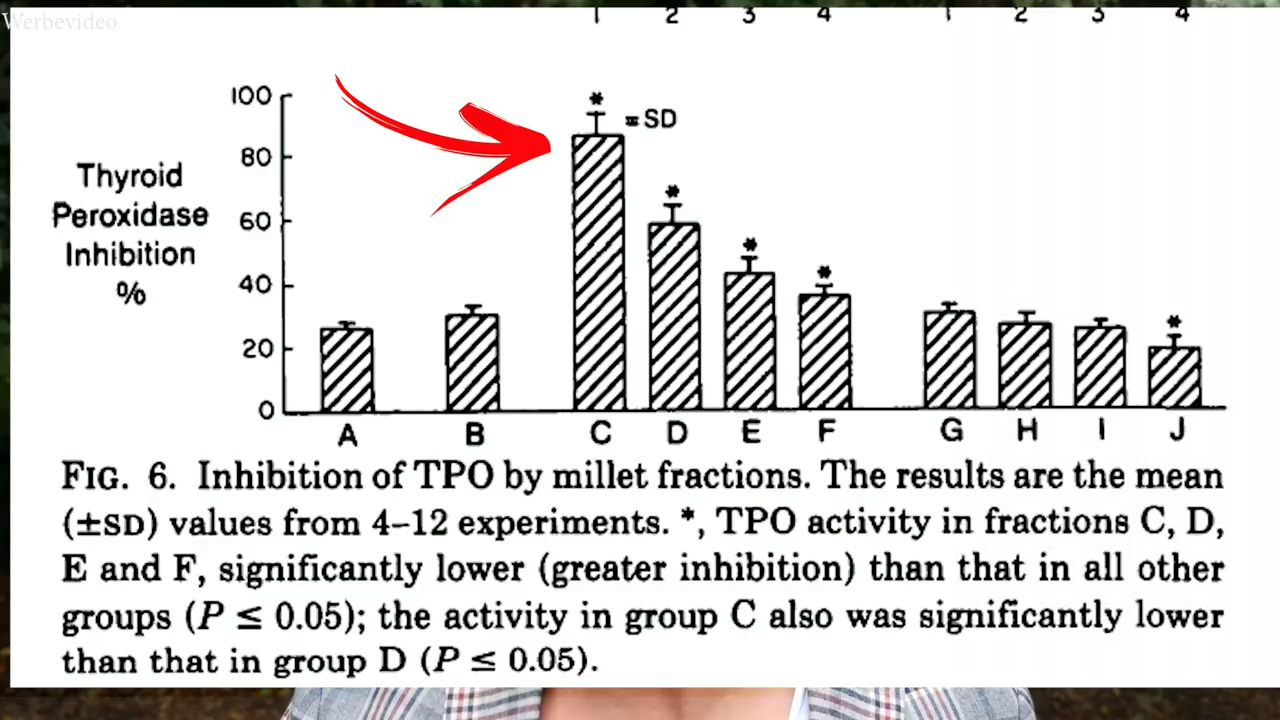 Werbevideo
1 2 3 4 1 2 3 4
100
80
60
40
20
0
Thyroid
Peroxidase
Inhibition
%
*
= SD
*
*
*
*
A B C D E F G H I J
FIG. 6. Inhibition of TPO by millet fractions. The results are the mean
(±SD) values from 4–12 experiments. *, TPO activity in fractions C, D,
E and F, significantly lower (greater inhibition) than that in all other
groups (P ≤ 0.05); the activity in group C also was significantly lower
than that in group D (P ≤ 0.05).